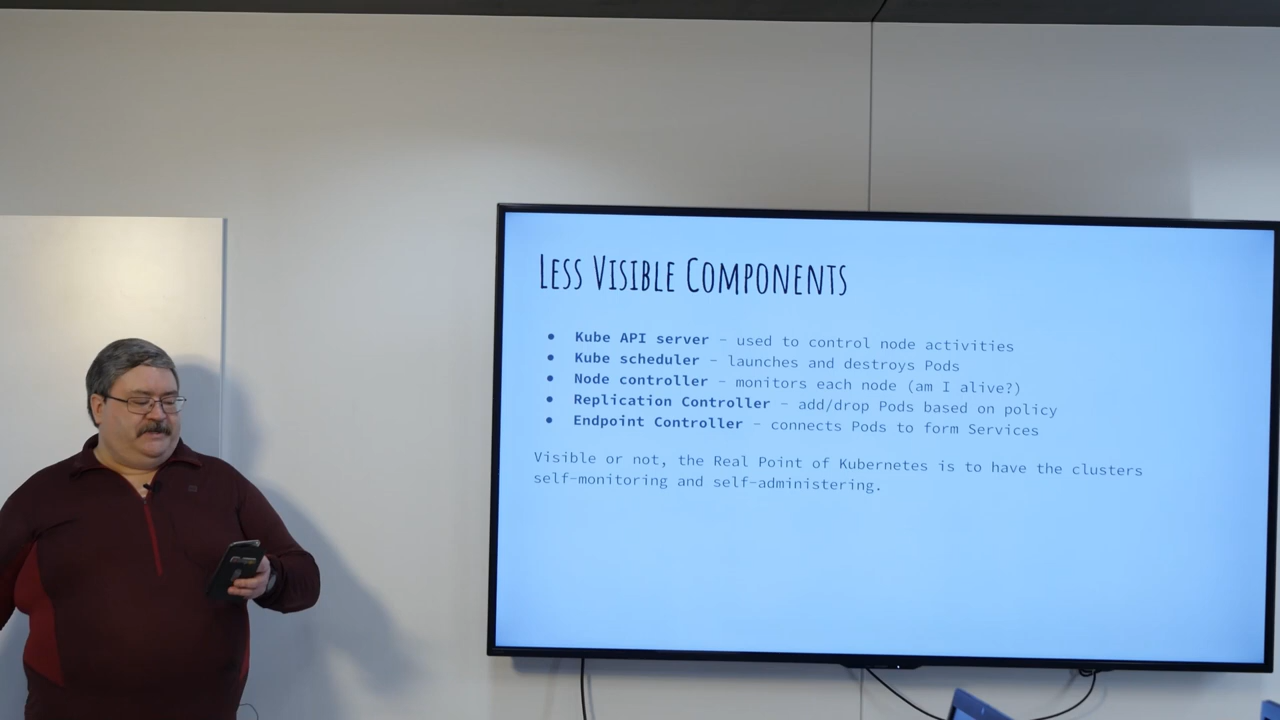 Less Visible Components
● Kube API server – used to control node activities
● Kube scheduler – launches and destroys Pods
● Node controller – monitors each node (am I alive?)
● Replication Controller – add/drop Pods based on policy
● Endpoint Controller – connects Pods to form Services
Visible or not, the Real Point of Kubernetes is to have the clusters
self-monitoring and self-administering.